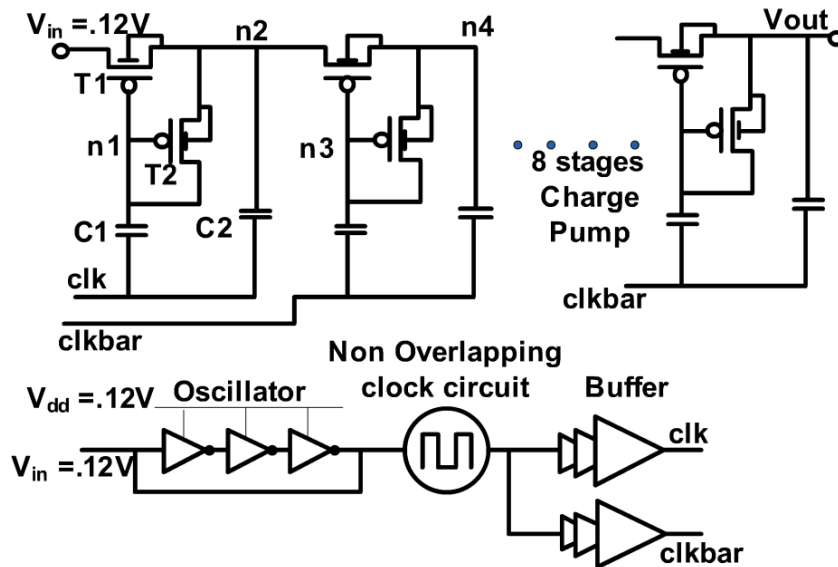 Vin =.12V
n2
n4
Vout
T1
n1
T2
n3
8 stages
Charge
Pump
C1
C2
clk
clkbar
clkbar
Non Overlapping
clock circuit
Vdd =.12V
Oscillator
Buffer
clk
Vin =.12V
clkbar